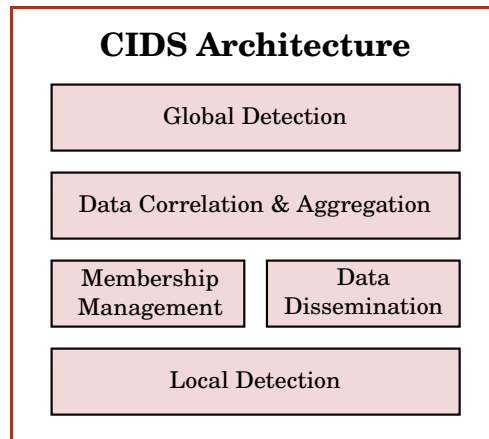 CIDS Architecture
Global Detection
Data Correlation & Aggregation
Membership
Management
Data
Dissemination
Local Detection